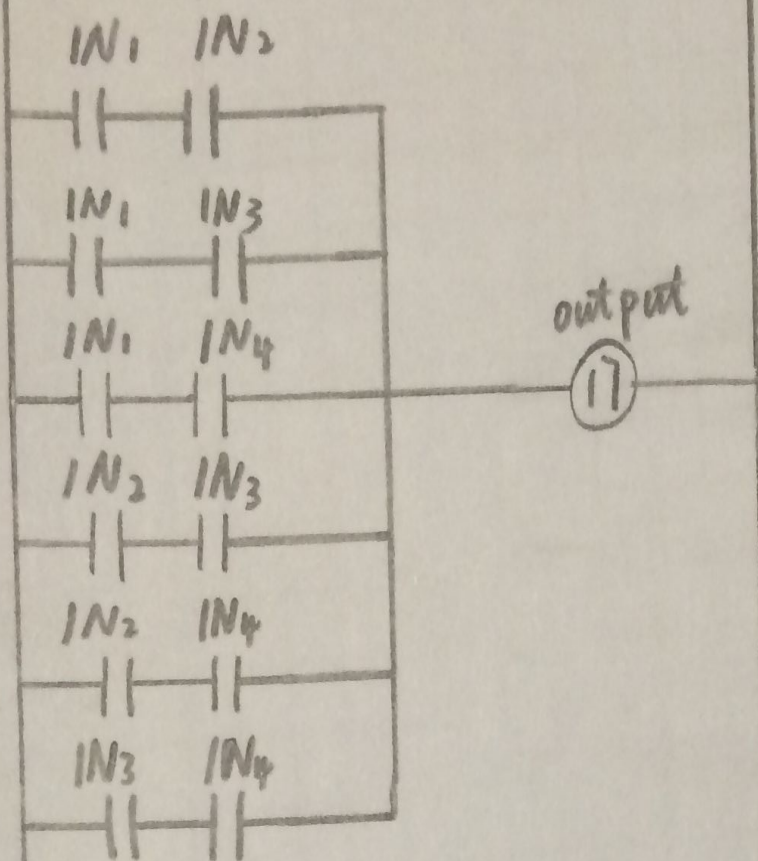 IN₁ IN₂
IN₁ IN₃
IN₁ IN₄
output
17
IN₂ IN₃
IN₂ IN₄
IN₃ IN₄